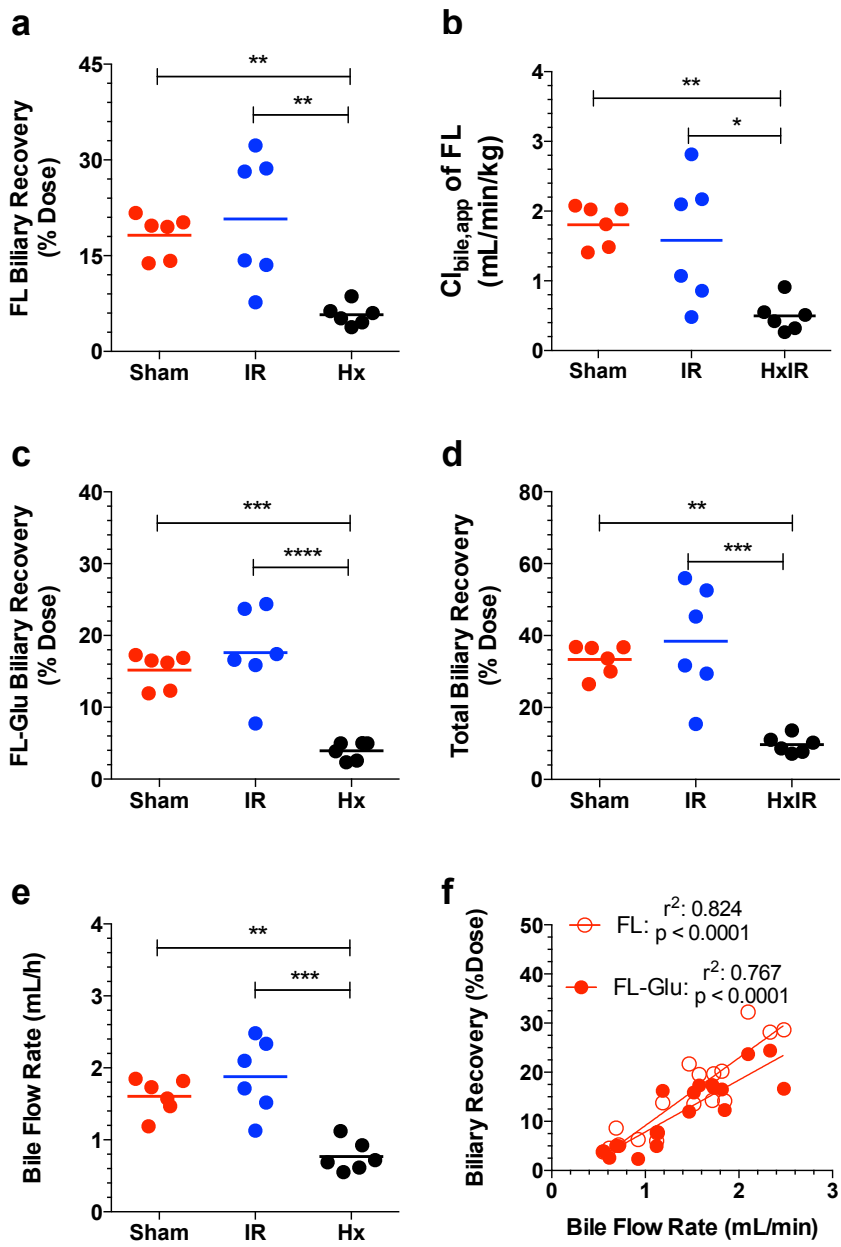 a
FL Biliary Recovery
(% Dose)
45
30
15
0
**
**
Sham IR Hx
b
Clbile,app of FL
(mL/min/kg)
4
3
2
1
0
**
*
Sham IR HxIR
c
FL-Glu Biliary Recovery
(% Dose)
40
30
20
10
0
***
****
Sham IR Hx
d
Total Biliary Recovery
(% Dose)
80
60
40
20
0
**
***
Sham IR HxIR
e
Bile Flow Rate (mL/h)
4
3
2
1
0
**
***
Sham IR Hx
f
Biliary Recovery (%Dose)
50
40
30
20
10
0
FL: r²: 0.824
p < 0.0001
FL-Glu: r²: 0.767
p < 0.0001
0 1 2 3
Bile Flow Rate (mL/min)